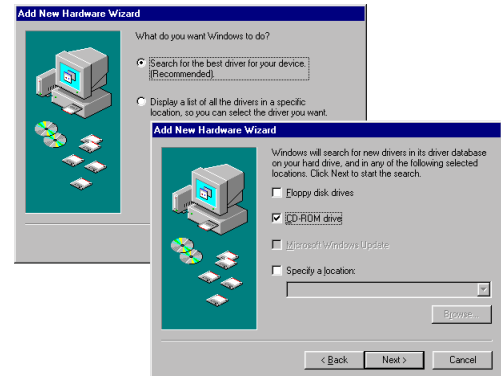 Add New Hardware Wizard
What do you want Windows to do?
Search for the best driver for your device.
(Recommended).
Display a list of all the drivers in a specific
location, so you can select the driver you want.
Add New Hardware Wizard
Windows will search for new drivers in its driver database
on your hard drive, and in any of the following selected
locations. Click Next to start the search.
Floppy disk drives
CD-ROM drive
Microsoft Windows Update
Specify a location:
Browse...
< Back
Next >
Cancel